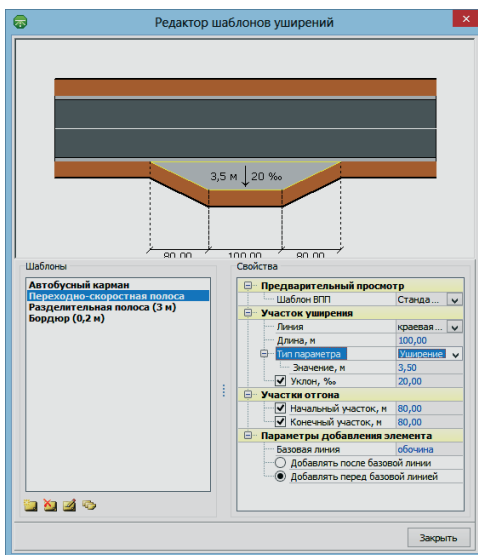 Редактор шаблонов уширений
3,5 м 20 ‰
80,00 100,00 80,00
Шаблоны
Автобусный карман
Переходно-скоростная полоса
Разделительная полоса (3 м)
Бордюр (0,2 м)
Свойства
Предварительный просмотр
Шаблон ВПП Станда ...
Участок уширения
Линия краевая ...
Длина, м 100,00
Тип параметра Уширение
Значение, м 3,50
Уклон, ‰ 20,00
Участки отгона
Начальный участок, м 80,00
Конечный участок, м 80,00
Параметры добавления элемента
Базовая линия обочина
Добавлять после базовой линии
Добавлять перед базовой линией
Закрыть